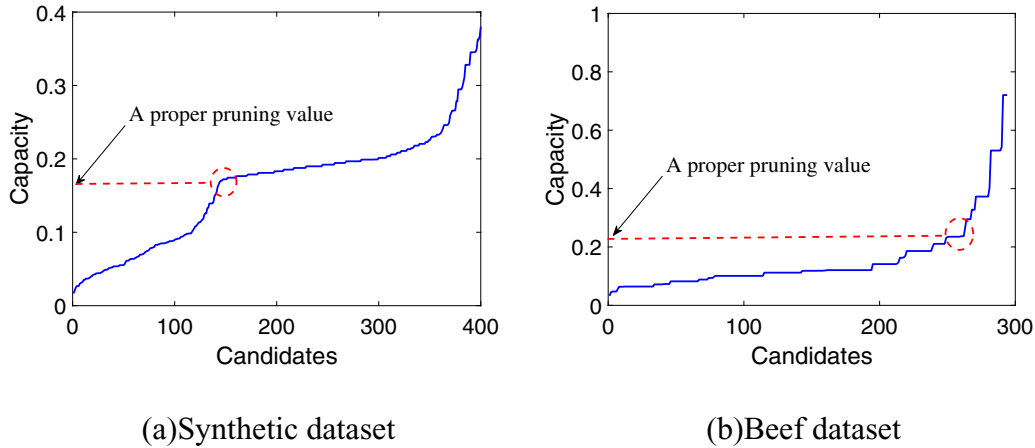 0.4
0.3
0.2
0.1
0
Capacity
A proper pruning value
0 100 200 300 400
Candidates
(a)Synthetic dataset
1
0.8
0.6
0.4
0.2
0
Capacity
A proper pruning value
0 100 200 300
Candidates
(b)Beef dataset